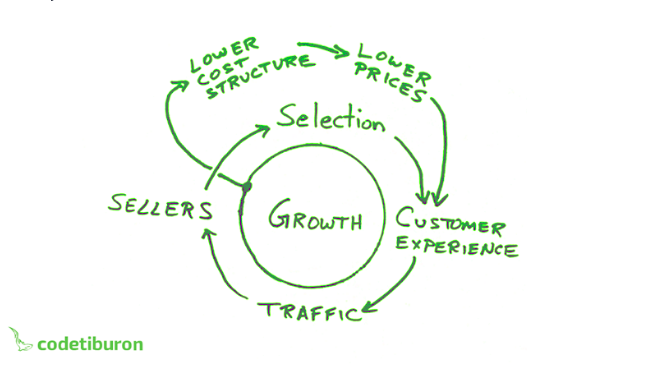 LOWER
COST
STRUCTURE
LOWER
PRICES
Selection
SELLERS
GROWTH
CUSTOMER
EXPERIENCE
TRAFFIC
codetiburon